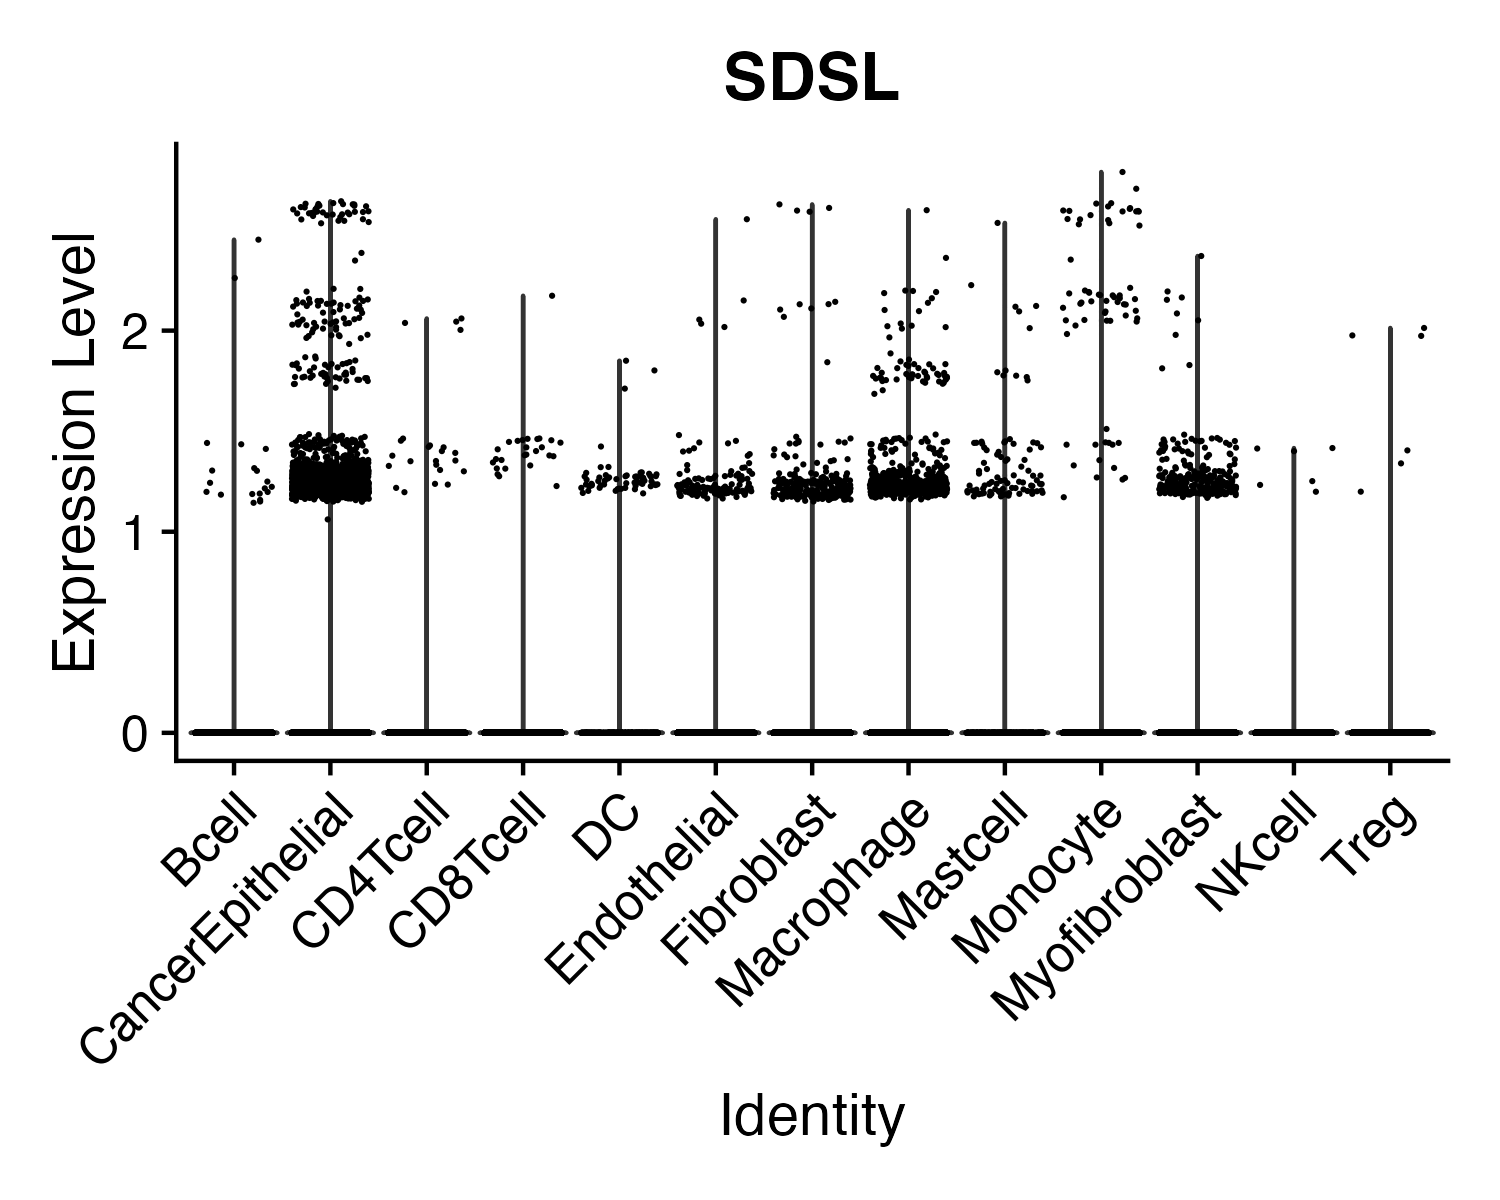 SDSL
Expression Level
2
1
0
Bcell
CancerEpithelial
CD4Tcell
CD8Tcell
DC
Endothelial
Fibroblast
Macrophage
Mastcell
Monocyte
Myofibroblast
NKcell
Treg
Identity